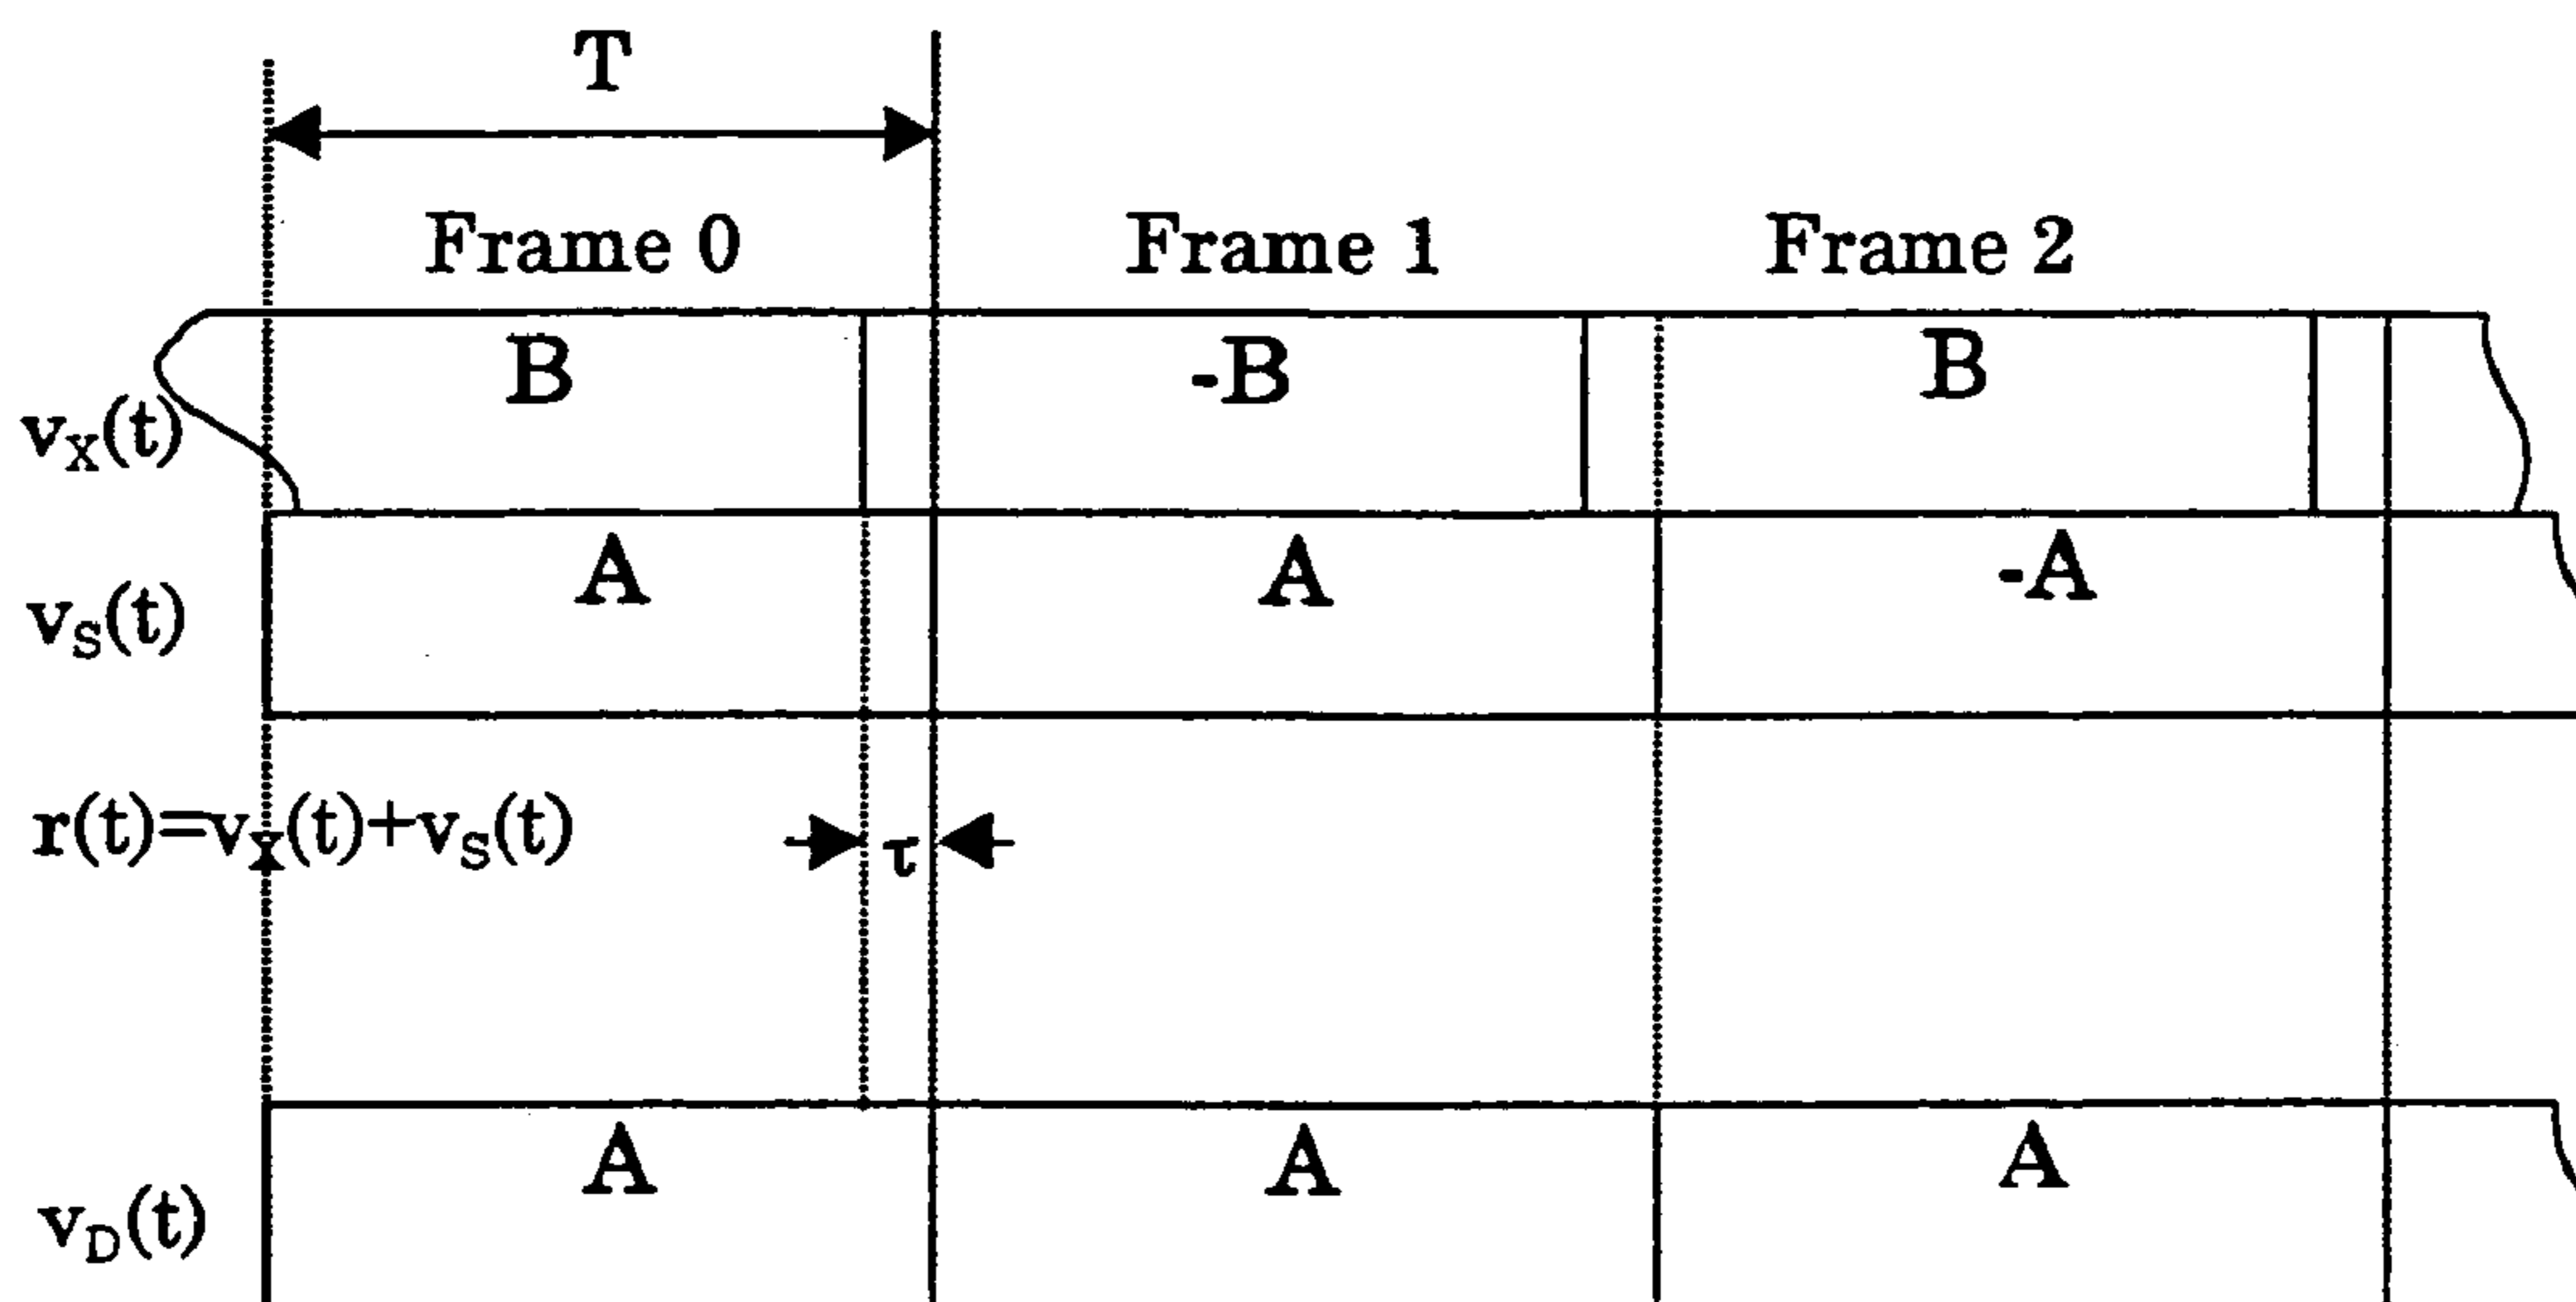 T
Frame 0 Frame 1 Frame 2
B -B B
vX(t)
A A -A
vS(t)
r(t)=vX(t)+vS(t) τ
A A A
vD(t)